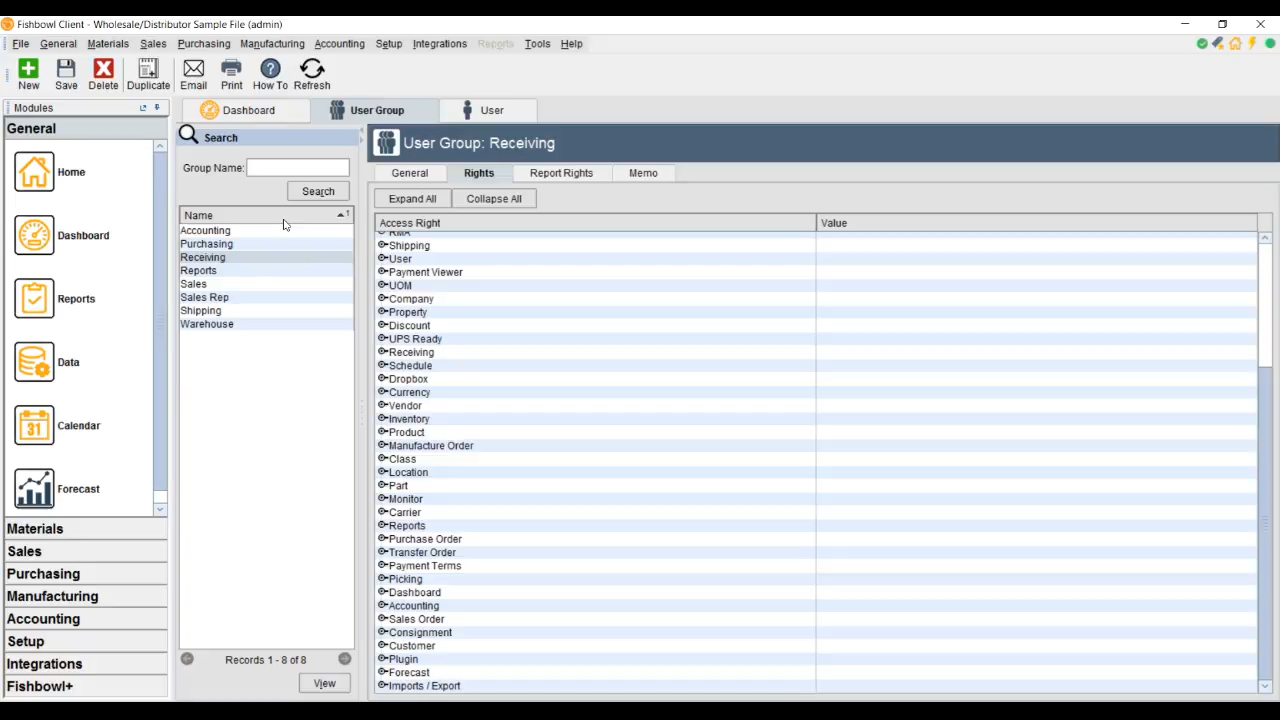 Fishbowl Client - Wholesale/Distributor Sample File (admin)
File General Materials Sales Purchasing Manufacturing Accounting Setup Integrations Reports Tools Help
New Save Delete Duplicate Email Print How To Refresh
Modules
Dashboard User Group User
General
Home
Dashboard
Reports
Data
31
Calendar
Forecast
Materials
Sales
Purchasing
Manufacturing
Accounting
Setup
Integrations
Fishbowl+
Search
Group Name:
Search
Name 1
Accounting
Purchasing
Receiving
Reports
Sales
Sales Rep
Shipping
Warehouse
Records 1 - 8 of 8
View
User Group: Receiving
General Rights Report Rights Memo
Expand All Collapse All
Access Right Value
RMA
Shipping
User
Payment Viewer
UOM
Company
Property
Discount
UPS Ready
Receiving
Schedule
Dropbox
Currency
Vendor
Inventory
Product
Manufacture Order
Class
Location
Part
Monitor
Carrier
Reports
Purchase Order
Transfer Order
Payment Terms
Picking
Dashboard
Accounting
Sales Order
Consignment
Customer
Plugin
Forecast
Imports / Export